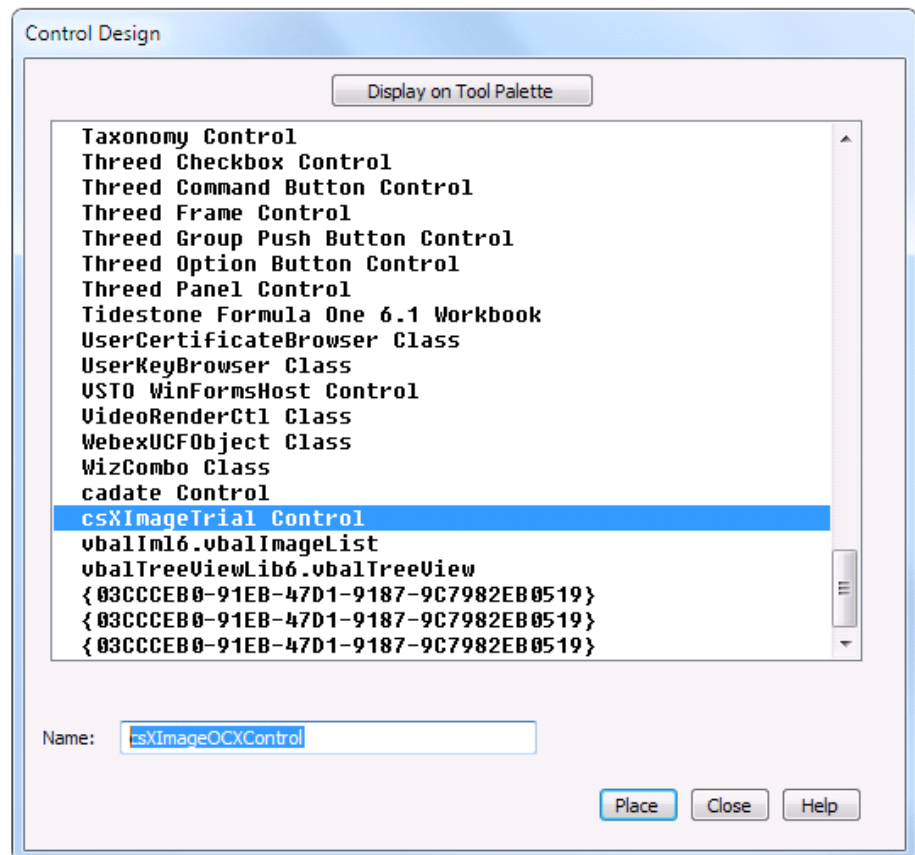 Control Design
Display on Tool Palette
Taxonomy Control
Threed Checkbox Control
Threed Command Button Control
Threed Frame Control
Threed Group Push Button Control
Threed Option Button Control
Threed Panel Control
Tidestone Formula One 6.1 Workbook
UserCertificateBrowser Class
UserKeyBrowser Class
VSTO WinFormsHost Control
VideoRenderCtl Class
WebexUCFObject Class
WizCombo Class
cadate Control
csXImageTrial Control
vbalIml6.vbalImageList
vbalTreeViewLib6.vbalTreeView
{03CCCEB0-91EB-47D1-9187-9C7982EB0519}
{03CCCEB0-91EB-47D1-9187-9C7982EB0519}
{03CCCEB0-91EB-47D1-9187-9C7982EB0519}
Name: csXImageOCXControl
Place Close Help